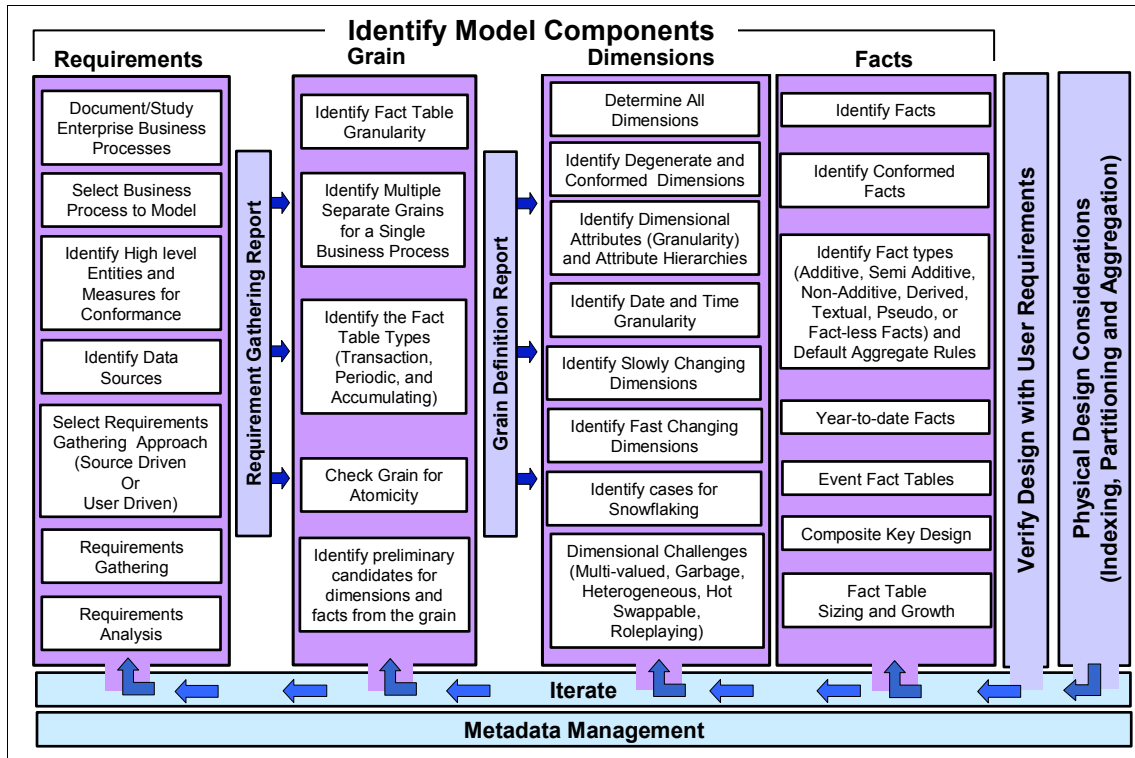 Identify Model Components
Requirements
Grain
Dimensions
Facts
Document/Study
Enterprise Business
Processes
Select Business
Process to Model
Identify High level
Entities and
Measures for
Conformance
Identify Data
Sources
Select Requirements
Gathering Approach
(Source Driven
Or
User Driven)
Requirements
Gathering
Requirements
Analysis
Requirement Gathering Report
Identify Fact Table
Granularity
Identify Multiple
Separate Grains
for a Single
Business Process
Identify the Fact
Table Types
(Transaction,
Periodic, and
Accumulating)
Check Grain for
Atomicity
Identify preliminary
candidates for
dimensions and
facts from the grain
Grain Definition Report
Determine All
Dimensions
Identify Degenerate and
Conformed Dimensions
Identify Dimensional
Attributes (Granularity)
and Attribute Hierarchies
Identify Date and Time
Granularity
Identify Slowly Changing
Dimensions
Identify Fast Changing
Dimensions
Identify cases for
Snowflaking
Dimensional Challenges
(Multi-valued, Garbage,
Heterogeneous, Hot
Swappable,
Roleplaying)
Identify Facts
Identify Conformed
Facts
Identify Fact types
(Additive, Semi Additive,
Non-Additive, Derived,
Textual, Pseudo, or
Fact-less Facts) and
Default Aggregate Rules
Year-to-date Facts
Event Fact Tables
Composite Key Design
Fact Table
Sizing and Growth
Verify Design with User Requirements
Physical Design Considerations
(Indexing, Partitioning and Aggregation)
Iterate
Metadata Management